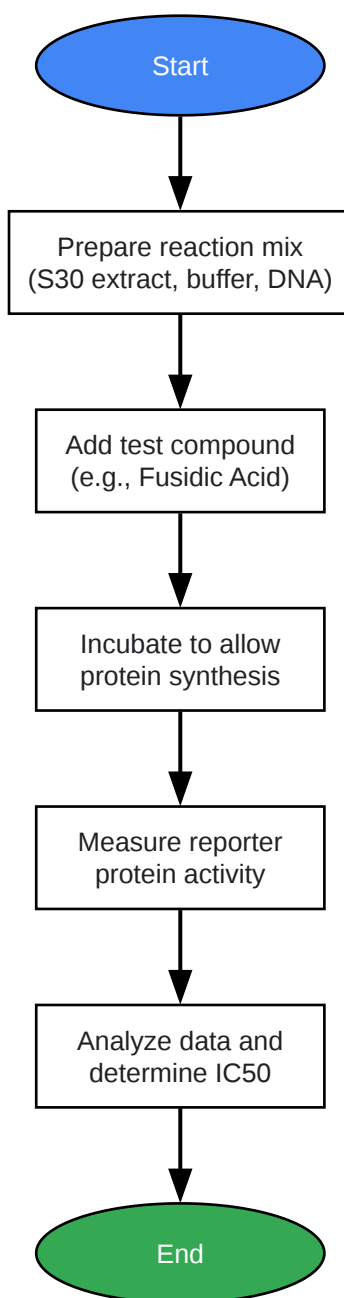 Start
Prepare reaction mix
(S30 extract, buffer, DNA)
Add test compound
(e.g., Fusidic Acid)
Incubate to allow
protein synthesis
Measure reporter
protein activity
Analyze data and
determine IC50
End